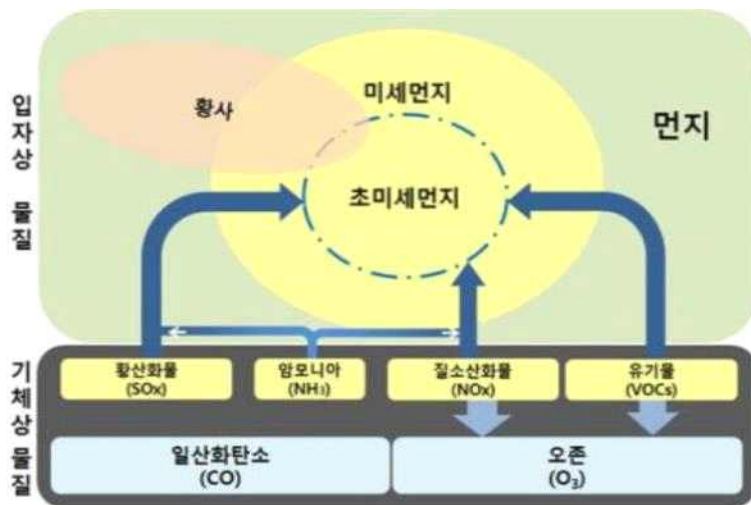 입자상 물질
황사
미세먼지
먼지
초미세먼지
기체상 물질
황산화물
(SOx)
암모니아
(NH₃)
질소산화물
(NOx)
유기물
(VOCs)
일산화탄소
(CO)
오존
(O₃)